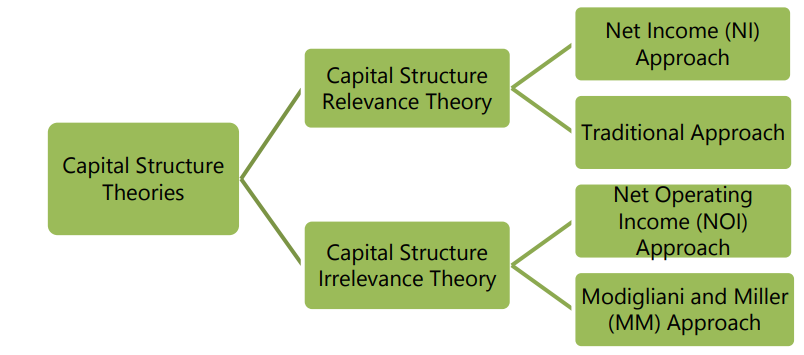 Capital Structure
Theories
Capital Structure
Relevance Theory
Net Income (NI)
Approach
Traditional Approach
Capital Structure
Irrelevance Theory
Net Operating
Income (NOI)
Approach
Modigliani and Miller
(MM) Approach